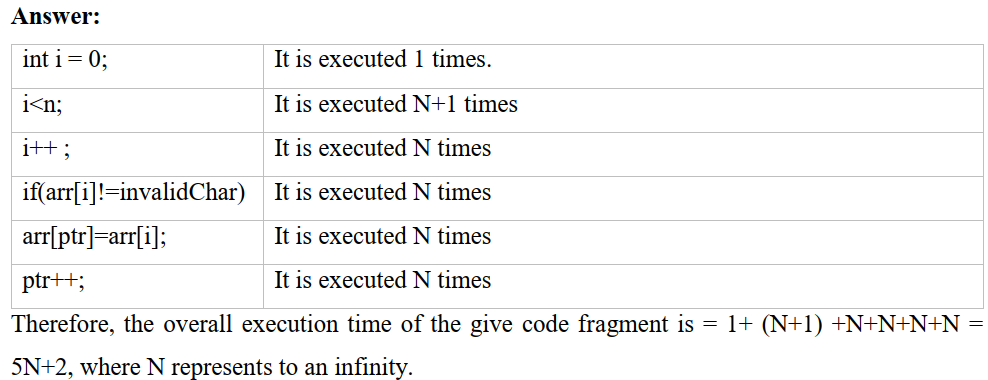 Answer:
int i = 0; It is executed 1 times.
i<n; It is executed N+1 times
i++ ; It is executed N times
if(arr[i]!=invalidChar) It is executed N times
arr[ptr]=arr[i]; It is executed N times
ptr++; It is executed N times
Therefore, the overall execution time of the give code fragment is = 1+ (N+1) +N+N+N+N =
5N+2, where N represents to an infinity.